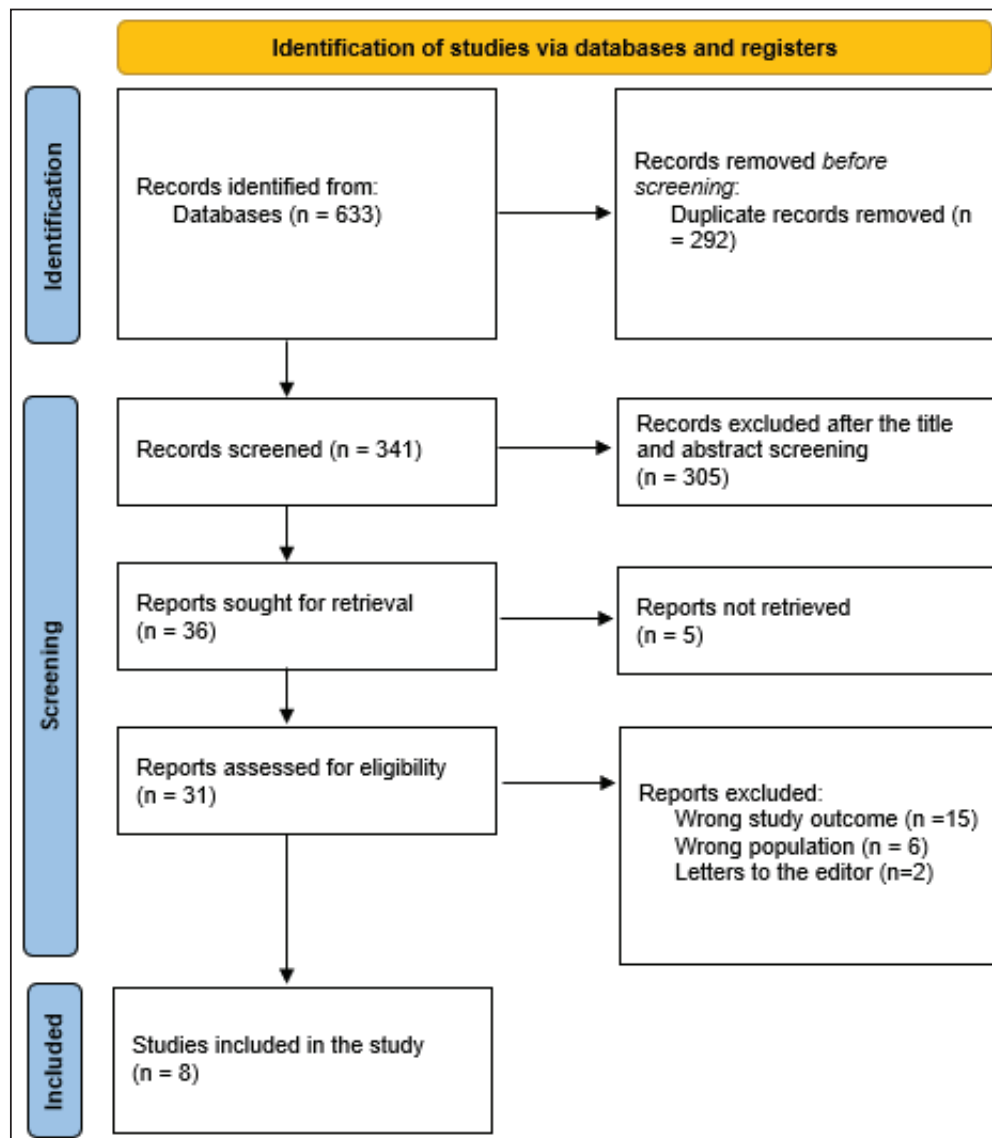 Identification of studies via databases and registers
Identification
Records identified from:
Databases (n = 633)
Records removed before
screening:
Duplicate records removed (n
= 292)
Screening
Records screened (n = 341)
Records excluded after the title
and abstract screening
(n = 305)
Reports sought for retrieval
(n = 36)
Reports not retrieved
(n = 5)
Reports assessed for eligibility
(n = 31)
Reports excluded:
Wrong study outcome (n =15)
Wrong population (n = 6)
Letters to the editor (n=2)
Included
Studies included in the study
(n = 8)